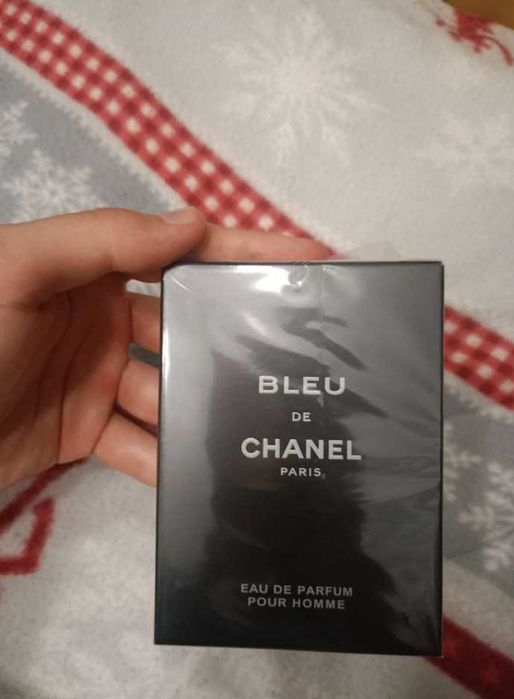 BLEU
DE
CHANEL
PARIS
EAU DE PARFUM
POUR HOMME